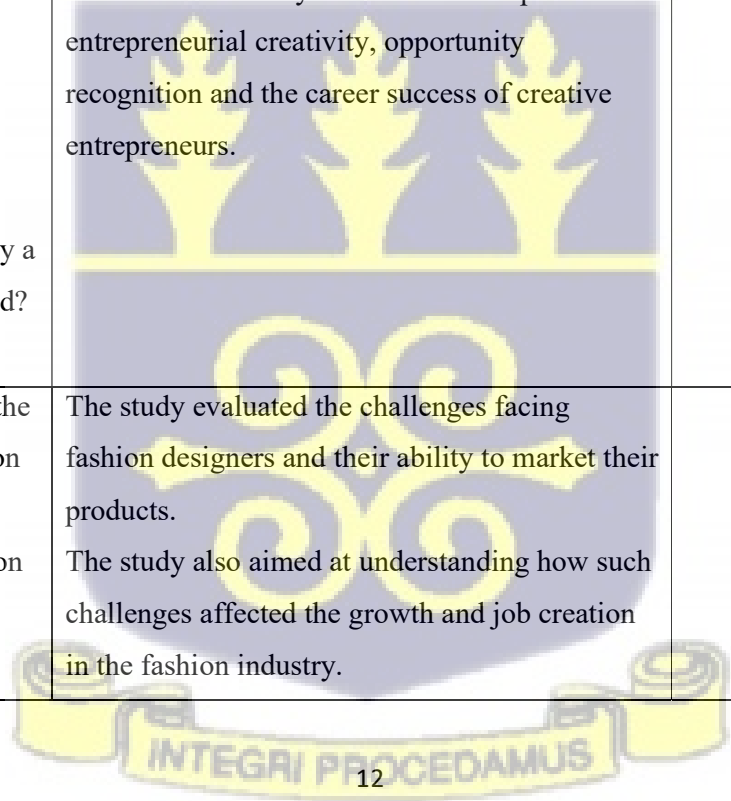 entrepreneurial creativity, opportunity
recognition and the career success of creative
entrepreneurs.
y a
d?
the
The study evaluated the challenges facing
on
fashion designers and their ability to market their
products.
on
The study also aimed at understanding how such
challenges affected the growth and job creation
in the fashion industry.
INTEGRI PROCEDAMUS
12